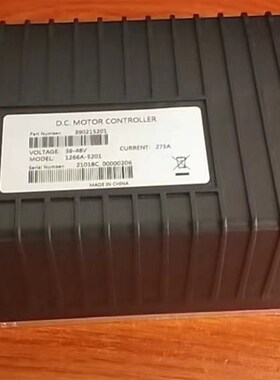 D.C. MOTOR CONTROLLER
Part Number: 890215201
VOLTAGE: 36-48V CURRENT: 275A
MODEL: 1266A-5201
Serial Number: 21018C 00000206
MADE IN CHINA